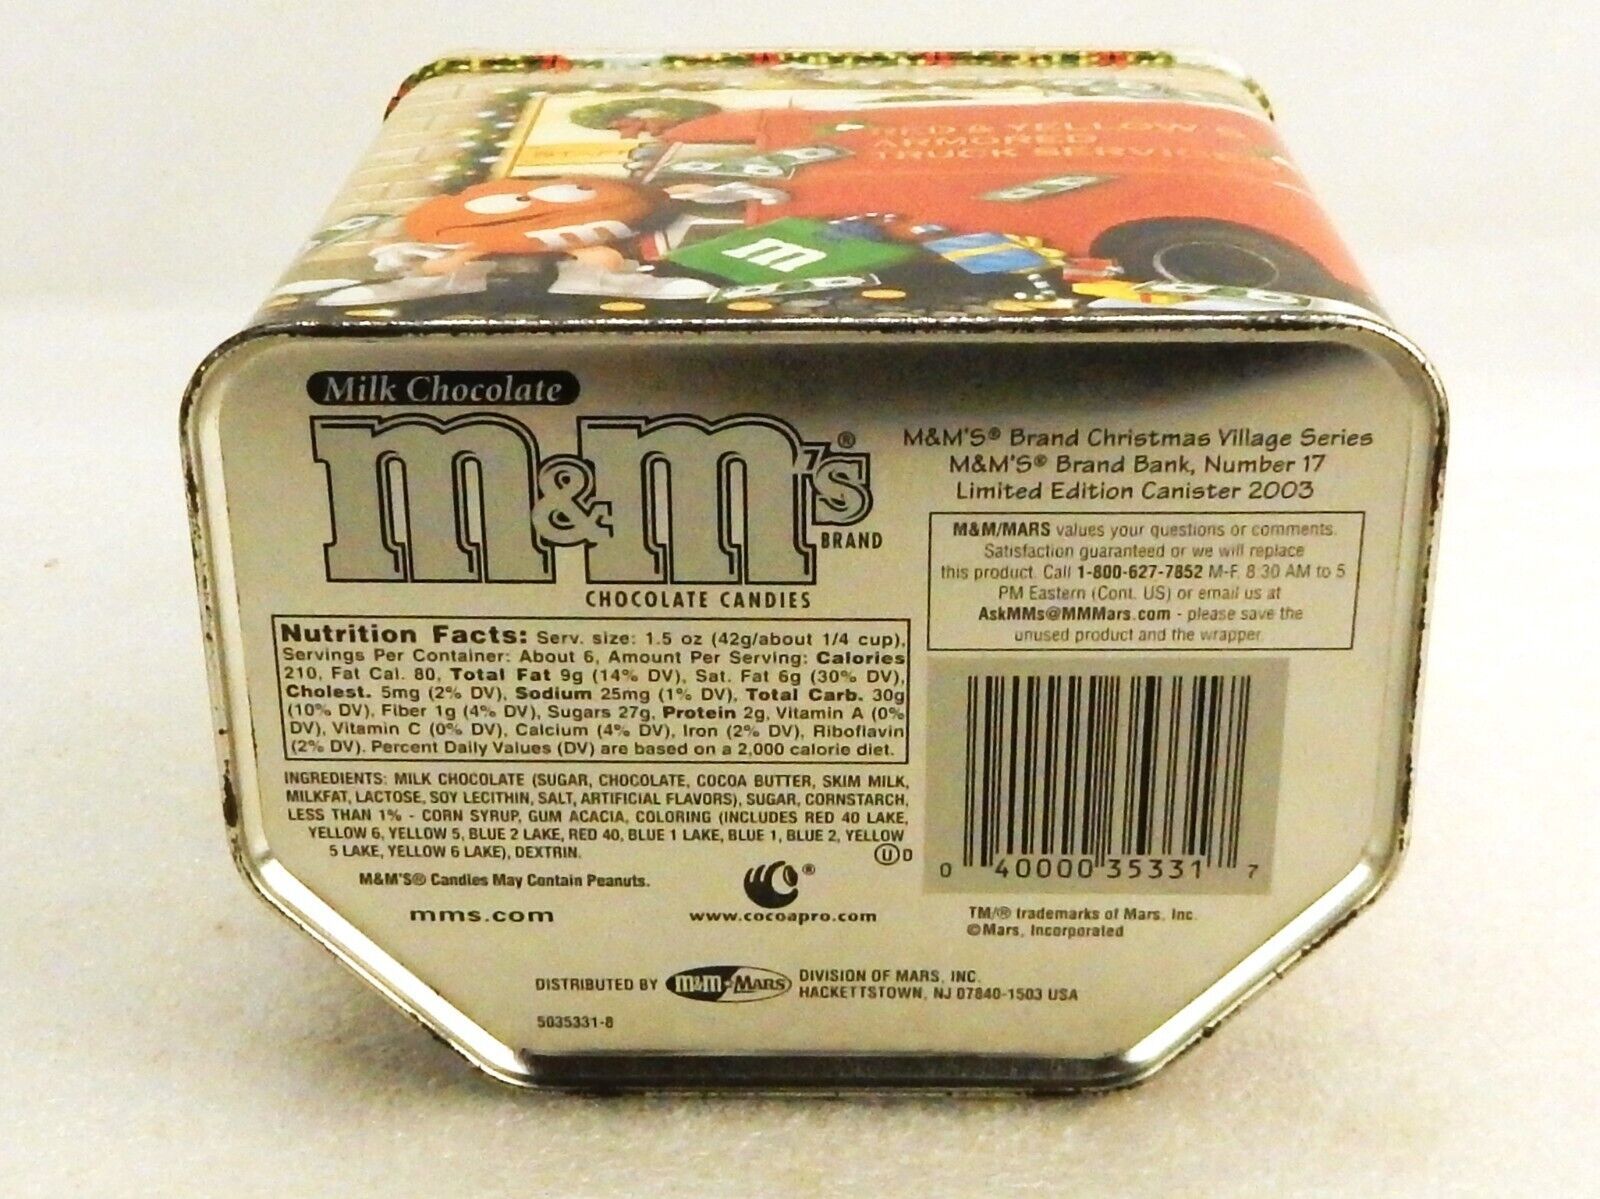 RED & YELLOW'S
ARMORED
TRUCK SERVICE
m
m
Milk Chocolate
m&m's®
BRAND
CHOCOLATE CANDIES
M&M'S® Brand Christmas Village Series
M&M'S® Brand Bank, Number 17
Limited Edition Canister 2003
M&M/MARS values your questions or comments.
Satisfaction guaranteed or we will replace
this product. Call 1-800-627-7852 M-F 8:30 AM to 5
PM Eastern (Cont. US) or email us at
AskMMs@MMMars.com - please save the
unused product and the wrapper.
Nutrition Facts: Serv. size: 1.5 oz (42g/about 1/4 cup),
Servings Per Container: About 6, Amount Per Serving: Calories
210, Fat Cal. 80, Total Fat 9g (14% DV), Sat. Fat 6g (30% DV),
Cholest. 5mg (2% DV), Sodium 25mg (1% DV), Total Carb. 30g
(10% DV), Fiber 1g (4% DV), Sugars 27g, Protein 2g, Vitamin A (0%
DV), Vitamin C (0% DV), Calcium (4% DV), Iron (2% DV), Riboflavin
(2% DV). Percent Daily Values (DV) are based on a 2,000 calorie diet.
INGREDIENTS: MILK CHOCOLATE (SUGAR, CHOCOLATE, COCOA BUTTER, SKIM MILK,
MILKFAT, LACTOSE, SOY LECITHIN, SALT, ARTIFICIAL FLAVORS), SUGAR, CORNSTARCH,
LESS THAN 1% - CORN SYRUP, GUM ACACIA, COLORING (INCLUDES RED 40 LAKE,
YELLOW 6, YELLOW 5, BLUE 2 LAKE, RED 40, BLUE 1 LAKE, BLUE 1, BLUE 2, YELLOW
5 LAKE, YELLOW 6 LAKE), DEXTRIN.
U D
M&M'S® Candies May Contain Peanuts.
mms.com
®
www.cocoapro.com
0 40000 35331 7
TM/® trademarks of Mars, Inc.
©Mars, Incorporated
DISTRIBUTED BY m&m MARS DIVISION OF MARS, INC.
HACKETTSTOWN, NJ 07840-1503 USA
5035331-8